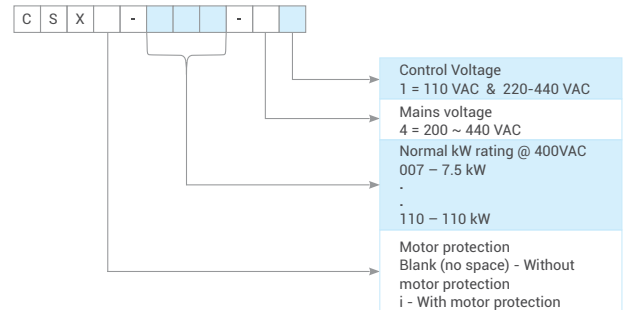 C S X - -
Control Voltage
1 = 110 VAC & 220-440 VAC
Mains voltage
4 = 200 ~ 440 VAC
Normal kW rating @ 400VAC
007 – 7.5 kW
.
.
110 – 110 kW
Motor protection
Blank (no space) - Without
motor protection
i - With motor protection